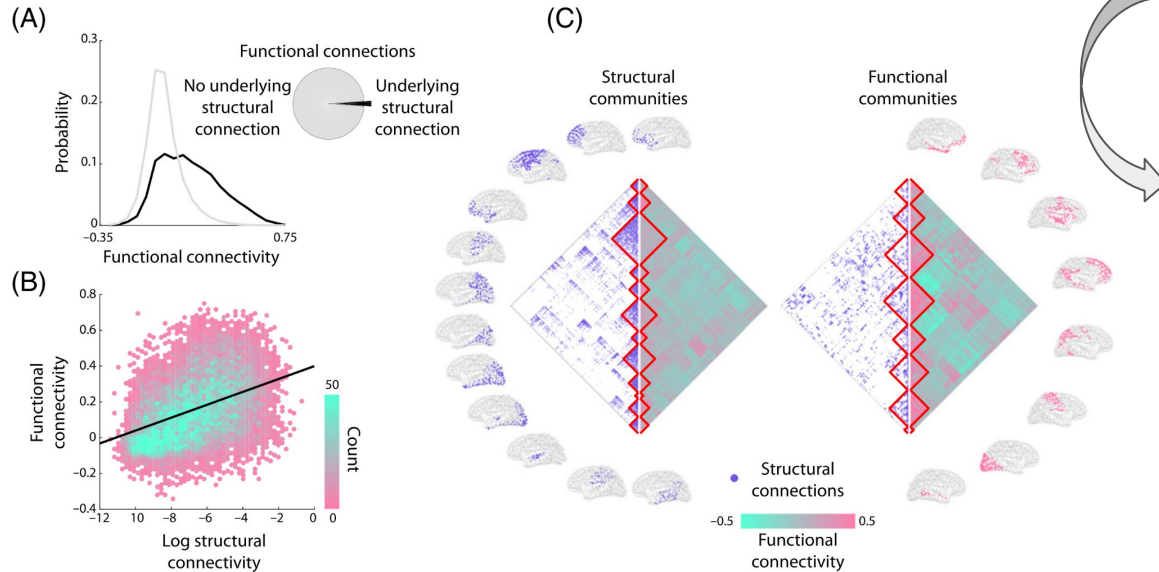 (A)
0.3
0.2
0.1
0
Probability
−0.35
0.75
Functional connectivity
Functional connections
No underlying
structural
connection
Underlying
structural
connection
(B)
0.8
0.6
0.4
0.2
0
−0.2
−0.4
Functional
connectivity
−12
10
−8
−6
−4
−2
0
Log structural
connectivity
50
0
Count
(C)
Structural
communities
Functional
communities
Structural
connections
−0.5
0.5
Functional
connectivity